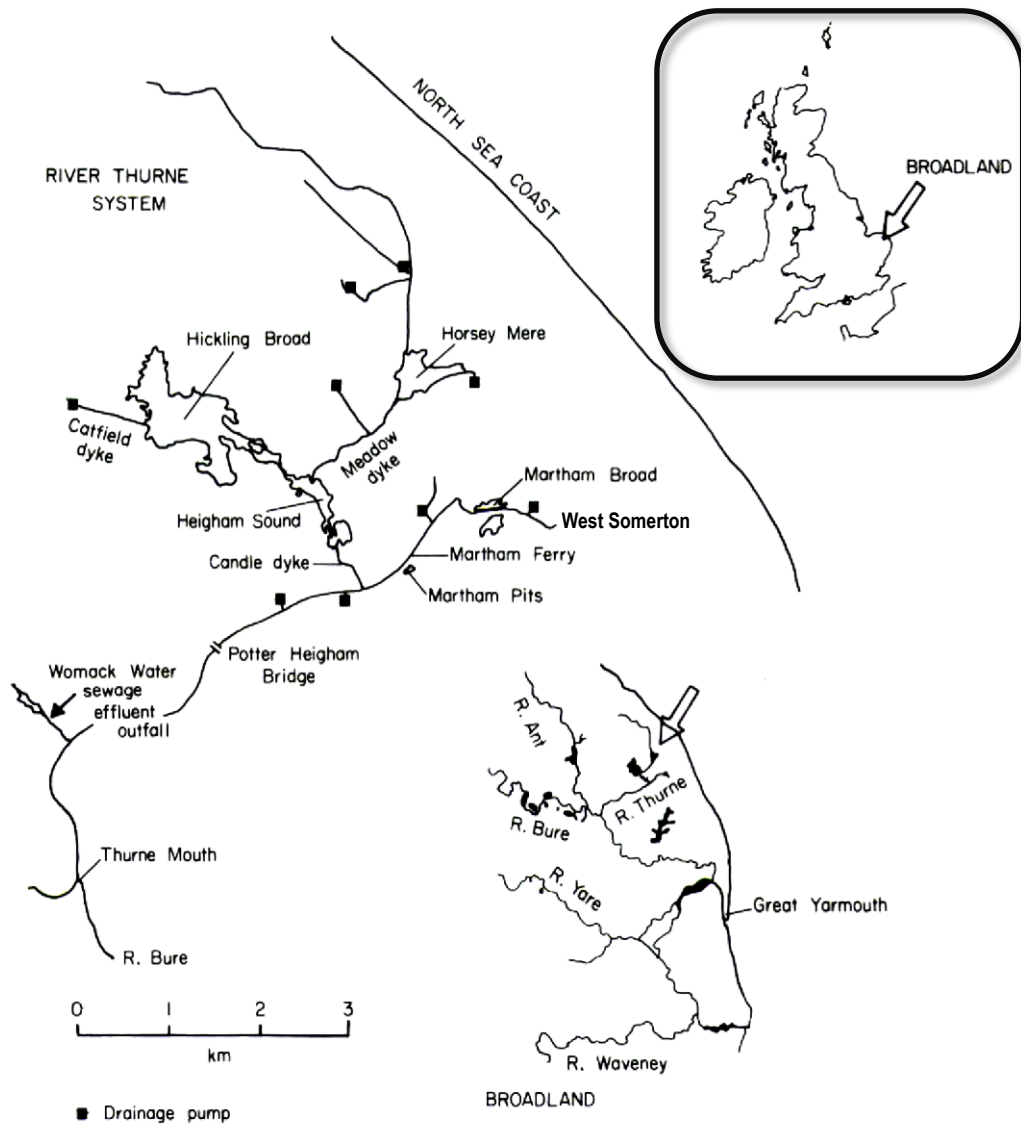 RIVER THURNE
SYSTEM
NORTH SEA COAST
BROADLAND
Hickling Broad
Horsey Mere
Catfield
dyke
Meadow
dyke
Martham Broad
Heigham Sound
West Somerton
Candle dyke
Martham Ferry
Martham Pits
Potter Heigham
Bridge
Womack Water
sewage
effluent
outfall
Thurne Mouth
R. Bure
0 1 2 3
km
Drainage pump
R. Ant
R. Thurne
R. Bure
R. Yare
Great Yarmouth
R. Waveney
BROADLAND